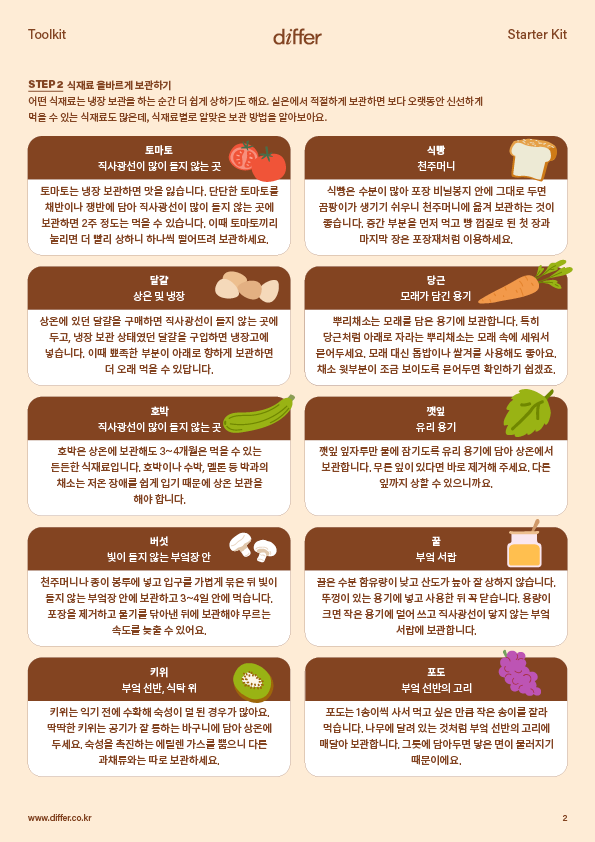 Toolkit
differ
Starter Kit
STEP 2 식재료 올바르게 보관하기
어떤 식재료는 냉장 보관을 하는 순간 더 쉽게 상하기도 해요. 실온에서 적절하게 보관하면 보다 오랫동안 신선하게
먹을 수 있는 식재료도 많은데, 식재료별로 알맞은 보관 방법을 알아보아요.
토마토
직사광선이 많이 들지 않는 곳
토마토는 냉장 보관하면 맛을 잃습니다. 단단한 토마토를
채반이나 쟁반에 담아 직사광선이 많이 들지 않는 곳에
보관하면 2주 정도는 먹을 수 있습니다. 이때 토마토끼리
눌리면 더 빨리 상하니 하나씩 떨어뜨려 보관하세요.
식빵
천주머니
식빵은 수분이 많아 포장 비닐봉지 안에 그대로 두면
곰팡이가 생기기 쉬우니 천주머니에 옮겨 보관하는 것이
좋습니다. 중간 부분을 먼저 먹고 빵 껍질로 된 첫 장과
마지막 장은 포장재처럼 이용하세요.
달걀
상온 및 냉장
상온에 있던 달걀을 구매하면 직사광선이 들지 않는 곳에
두고, 냉장 보관 상태였던 달걀을 구입하면 냉장고에
넣습니다. 이때 뾰족한 부분이 아래로 향하게 보관하면
더 오래 먹을 수 있답니다.
당근
모래가 담긴 용기
뿌리채소는 모래를 담은 용기에 보관합니다. 특히
당근처럼 아래로 자라는 뿌리채소는 모래 속에 세워서
묻어두세요. 모래 대신 톱밥이나 쌀겨를 사용해도 좋아요.
채소 윗부분이 조금 보이도록 묻어두면 확인하기 쉽겠죠.
호박
직사광선이 많이 들지 않는 곳
호박은 상온에 보관해도 3~4개월은 먹을 수 있는
든든한 식재료입니다. 호박이나 수박, 멜론 등 박과의
채소는 저온 장애를 쉽게 입기 때문에 상온 보관을
해야 합니다.
깻잎
유리 용기
깻잎 잎자루만 물에 잠기도록 유리 용기에 담아 상온에서
보관합니다. 무른 잎이 있다면 바로 제거해 주세요. 다른
잎까지 상할 수 있으니까요.
버섯
빛이 들지 않는 부엌장 안
천주머니나 종이 봉투에 넣고 입구를 가볍게 묶은 뒤 빛이
들지 않는 부엌장 안에 보관하고 3~4일 안에 먹습니다.
포장을 제거하고 물기를 닦아낸 뒤에 보관해야 무르는
속도를 늦출 수 있어요.
꿀
부엌 서랍
꿀은 수분 함유량이 낮고 산도가 높아 잘 상하지 않습니다.
뚜껑이 있는 용기에 넣고 사용한 뒤 꼭 닫습니다. 용량이
크면 작은 용기에 덜어 쓰고 직사광선이 닿지 않는 부엌
서랍에 보관합니다.
키위
부엌 선반, 식탁 위
키위는 익기 전에 수확해 숙성이 덜 된 경우가 많아요.
딱딱한 키위는 공기가 잘 통하는 바구니에 담아 상온에
두세요. 숙성을 촉진하는 에틸렌 가스를 뿜으니 다른
과채류와는 따로 보관하세요.
포도
부엌 선반의 고리
포도는 1송이씩 사서 먹고 싶은 만큼 작은 송이를 잘라
먹습니다. 나무에 달려 있는 것처럼 부엌 선반의 고리에
매달아 보관합니다. 그릇에 담아두면 닿은 면이 물러지기
때문이에요.
www.differ.co.kr
2